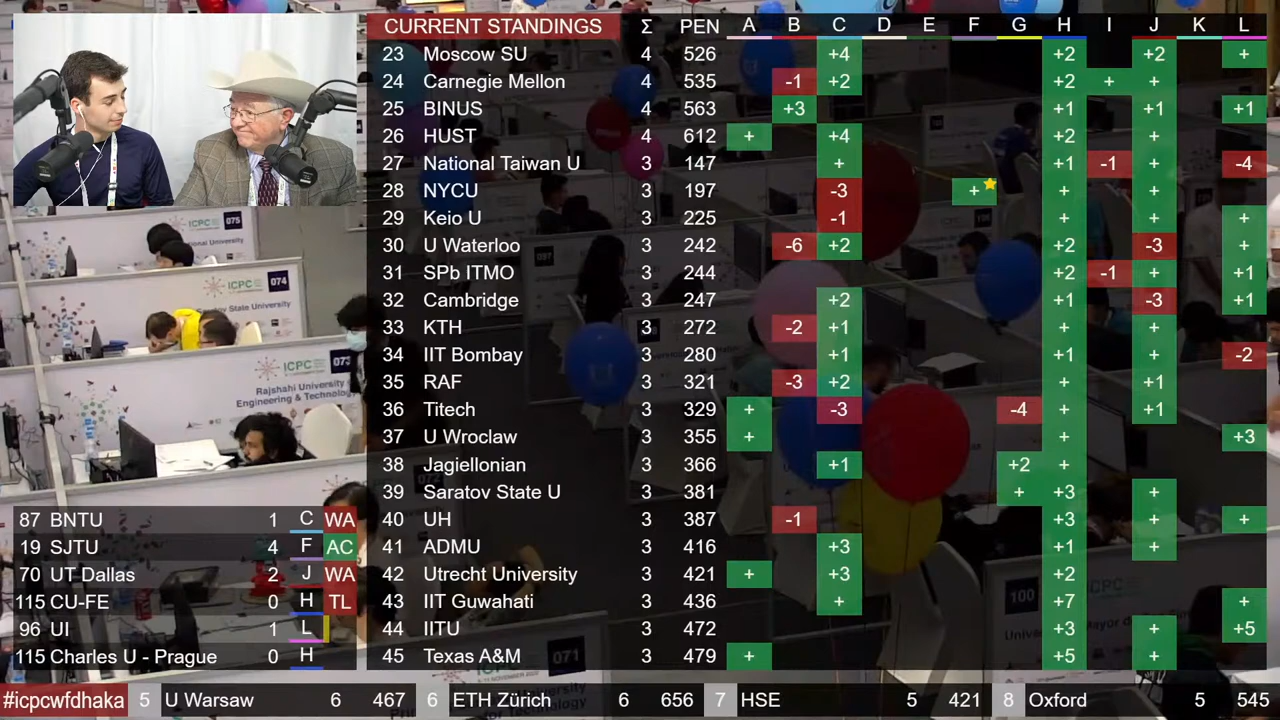 CURRENT STANDINGS Σ PEN A B C D E F G H I J K L
23 Moscow SU 4 526 +4 +2 +2 +
24 Carnegie Mellon 4 535 -1 +2 +2 + +
25 BINUS 4 563 +3 +1 +1 +1
26 HUST 4 612 + +4 +2 +
27 National Taiwan U 3 147 + +1 -1 + -4
28 NYCU 3 197 -3 + + +
29 Keio U 3 225 -1 + + +
30 U Waterloo 3 242 -6 +2 +2 -3 +
31 SPb ITMO 3 244 +2 -1 + +1
32 Cambridge 3 247 +2 +1 -3 +1
33 KTH 3 272 -2 +1 + +
34 IIT Bombay 3 280 +1 +1 + -2
35 RAF 3 321 -3 +2 + +1
36 Titech 3 329 + -3 -4 + +1
37 U Wroclaw 3 355 + + +3
38 Jagiellonian 3 366 +1 +2 +
39 Saratov State U 3 381 + +3 +
40 UH 3 387 -1 +3 + +
41 ADMU 3 416 +3 +1 +
42 Utrecht University 3 421 + +3 +2
43 IIT Guwahati 3 436 + +7 +
44 IITU 3 472 +3 + +5
45 Texas A&M 3 479 + +5 +
ICPC 075
ICPC 074
State University
ICPC 073
Rajshahi University
Engineering & Technology
071
100
87 BNTU 1 C WA
19 SJTU 4 F AC
70 UT Dallas 2 J WA
115 CU-FE 0 H TL
96 UI 1 L
115 Charles U - Prague 0 H
#icpcwfdhaka 5 U Warsaw 6 467 6 ETH Zürich 6 656 7 HSE 5 421 8 Oxford 5 545